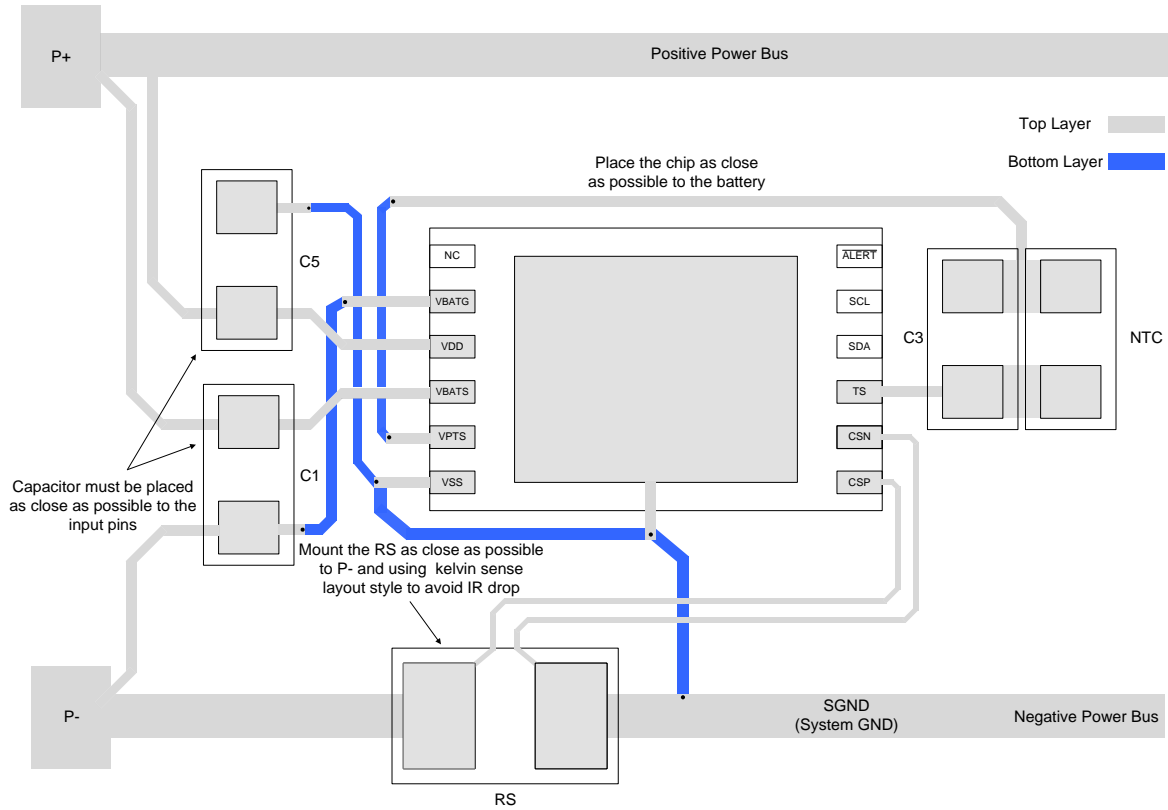 P+
Positive Power Bus
Top Layer
Bottom Layer
Place the chip as close
as possible to the battery
C5
NC
VBATG
VDD
VBATS
VPTS
VSS
ALERT
SCL
SDA
TS
CSN
CSP
C3
NTC
C1
Capacitor must be placed
as close as possible to the
input pins
Mount the RS as close as possible
to P- and using kelvin sense
layout style to avoid IR drop
P-
SGND
(System GND)
Negative Power Bus
RS